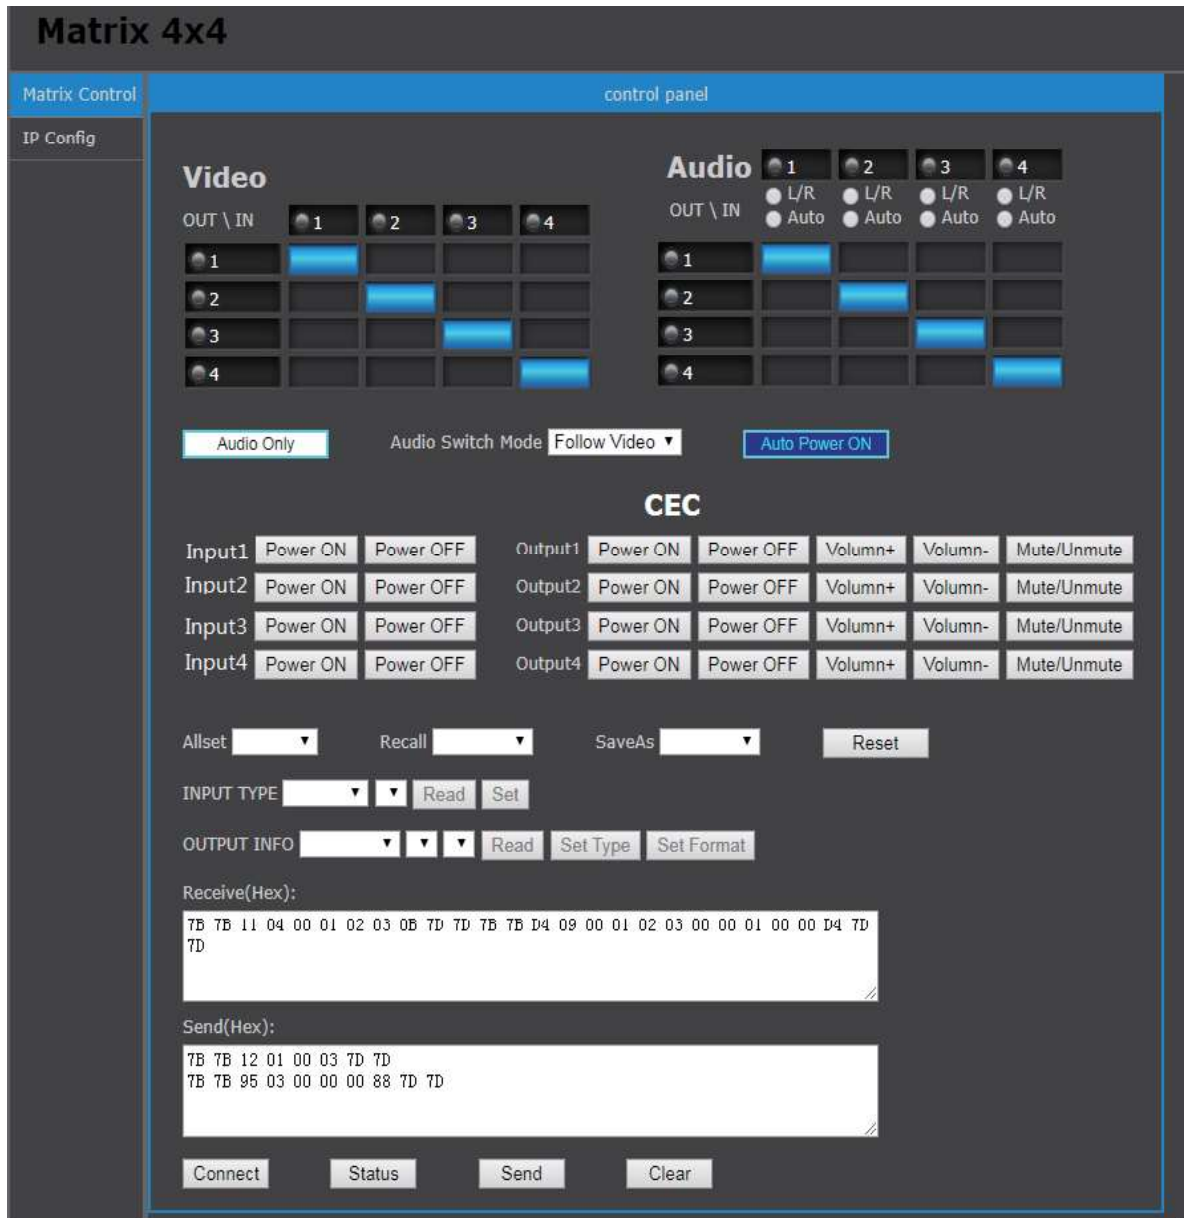 Matrix 4x4
Matrix Control
control panel
IP Config
Video
OUT \ IN 1 2 3 4
1
2
3
4
Audio 1 2 3 4
L/R L/R L/R L/R
OUT \ IN Auto Auto Auto Auto
1
2
3
4
Audio Only Audio Switch Mode Follow Video Auto Power ON
CEC
Input1 Power ON Power OFF Output1 Power ON Power OFF Volumn+ Volumn- Mute/Unmute
Input2 Power ON Power OFF Output2 Power ON Power OFF Volumn+ Volumn- Mute/Unmute
Input3 Power ON Power OFF Output3 Power ON Power OFF Volumn+ Volumn- Mute/Unmute
Input4 Power ON Power OFF Output4 Power ON Power OFF Volumn+ Volumn- Mute/Unmute
Allset Recall SaveAs Reset
INPUT TYPE Read Set
OUTPUT INFO Read Set Type Set Format
Receive(Hex):
7B 7B 11 04 00 01 02 03 0B 7D 7D 7B 7B D4 09 00 01 02 03 00 00 01 00 00 D4 7D
7D
Send(Hex):
7B 7B 12 01 00 03 7D 7D
7B 7B 95 03 00 00 00 88 7D 7D
Connect Status Send Clear